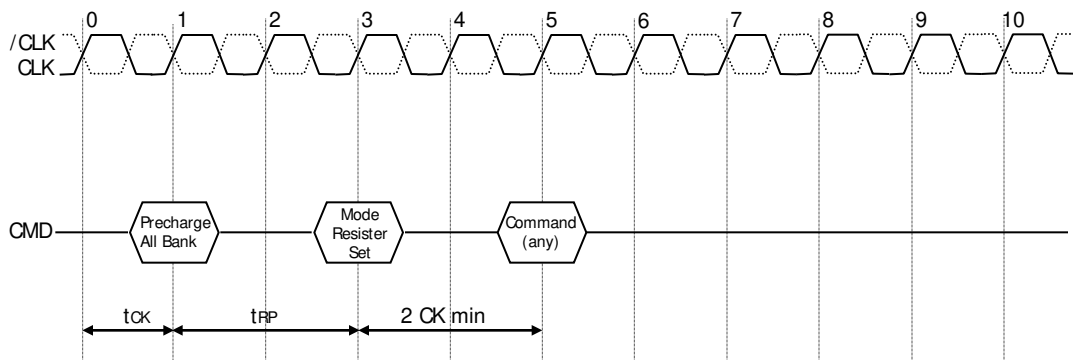 0 1 2 3 4 5 6 7 8 9 10
/CLK
CLK
CMD
Precharge
All Bank
Mode
Resister
Set
Command
(any)
tCK
tRP
2 CK min